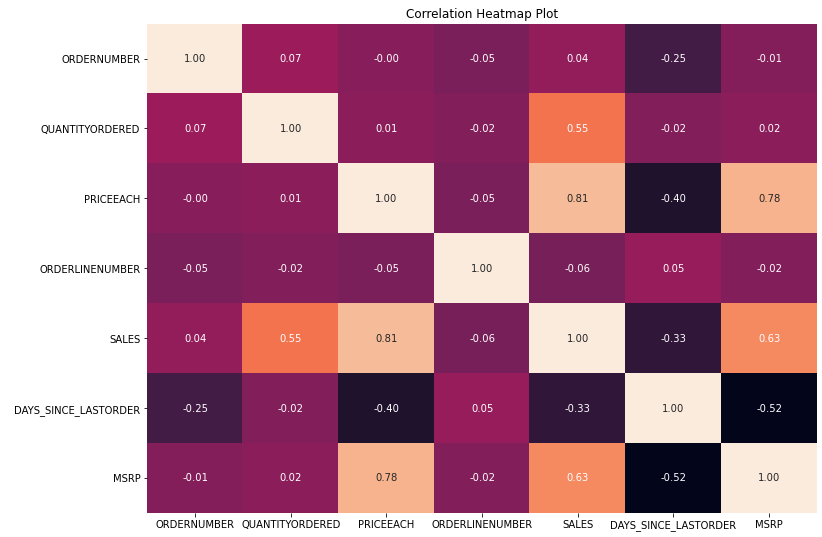 Correlation Heatmap Plot
ORDERNUMBER 1.00 0.07 -0.00 -0.05 0.04 -0.25 -0.01
QUANTITYORDERED 0.07 1.00 0.01 -0.02 0.55 -0.02 0.02
PRICEEACH -0.00 0.01 1.00 -0.05 0.81 -0.40 0.78
ORDERLINENUMBER -0.05 -0.02 -0.05 1.00 -0.06 0.05 -0.02
SALES 0.04 0.55 0.81 -0.06 1.00 -0.33 0.63
DAYS_SINCE_LASTORDER -0.25 -0.02 -0.40 0.05 -0.33 1.00 -0.52
MSRP -0.01 0.02 0.78 -0.02 0.63 -0.52 1.00
ORDERNUMBER QUANTITYORDERED PRICEEACH ORDERLINENUMBER SALES DAYS_SINCE_LASTORDER MSRP